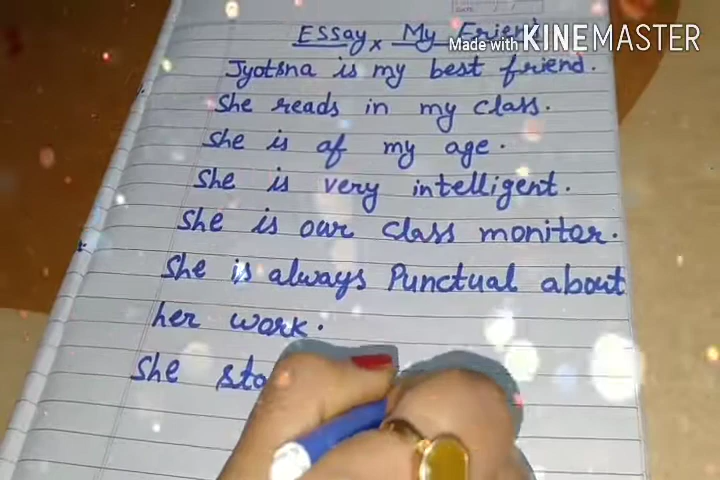 Essay x My Friend
Made with KINEMASTER
Jyotsna is my best friend.
She reads in my class.
She is of my age.
She is very intelligent.
She is our class monitor.
She is always Punctual about
her work.
She